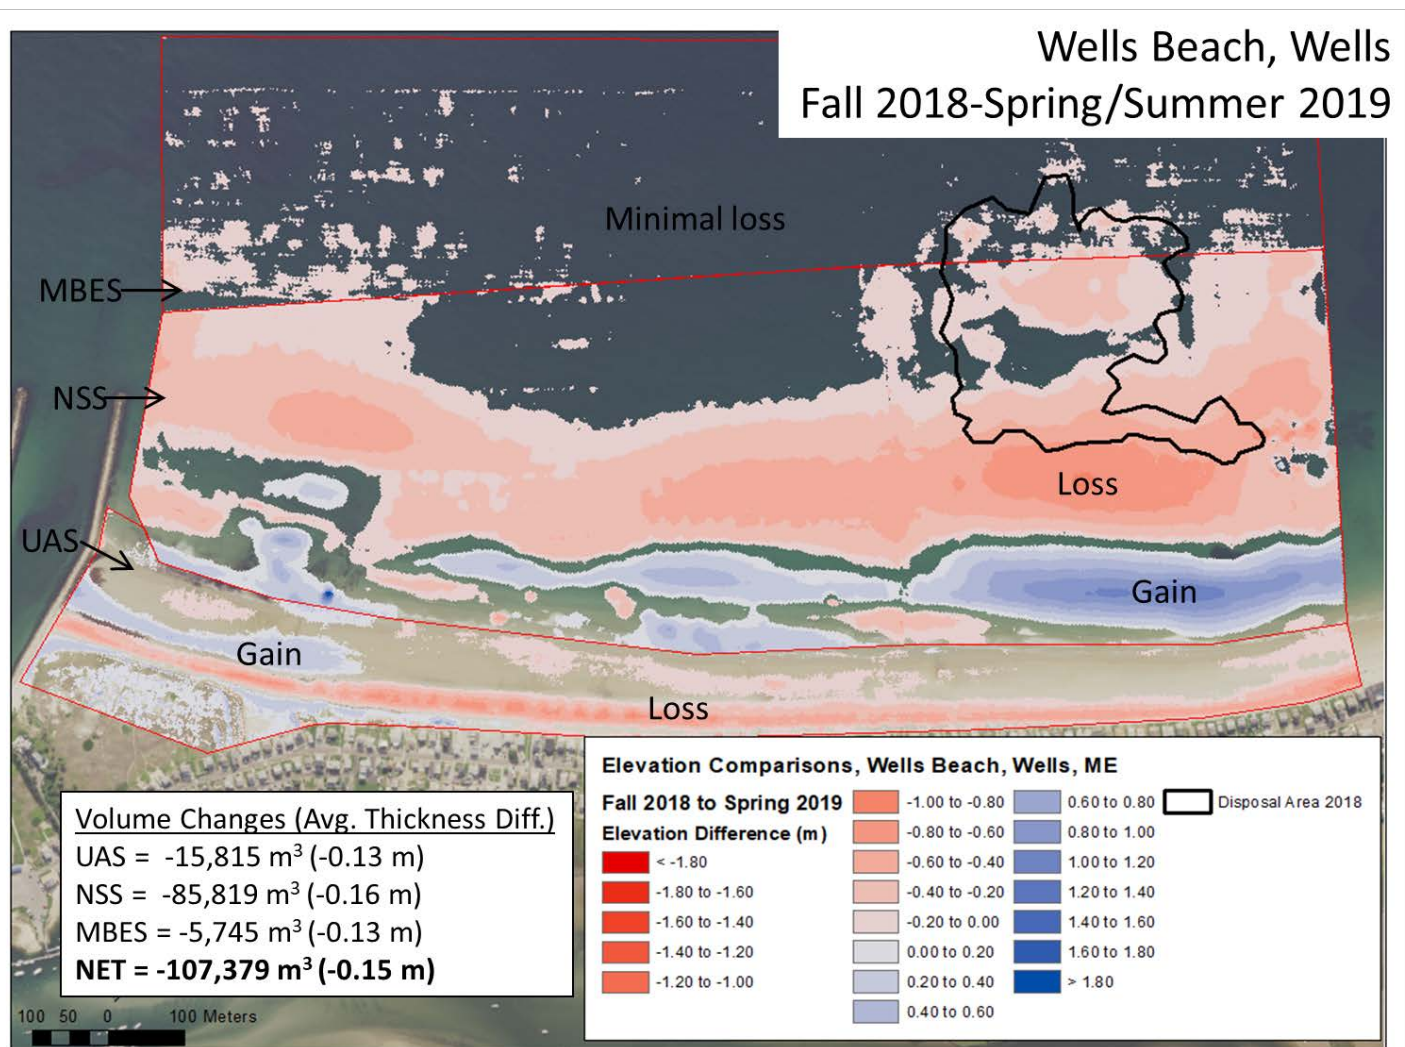 Wells Beach, Wells
Fall 2018-Spring/Summer 2019
Minimal loss
MBES
NSS
Loss
UAS
Gain
Gain
Loss
Elevation Comparisons, Wells Beach, Wells, ME
Fall 2018 to Spring 2019
Elevation Difference (m)
< -1.80
-1.80 to -1.60
-1.60 to -1.40
-1.40 to -1.20
-1.20 to -1.00
-1.00 to -0.80
-0.80 to -0.60
-0.60 to -0.40
-0.40 to -0.20
-0.20 to 0.00
0.00 to 0.20
0.20 to 0.40
0.40 to 0.60
0.60 to 0.80
0.80 to 1.00
1.00 to 1.20
1.20 to 1.40
1.40 to 1.60
1.60 to 1.80
> 1.80
Disposal Area 2018
Volume Changes (Avg. Thickness Diff.)
UAS = -15,815 m³ (-0.13 m)
NSS = -85,819 m³ (-0.16 m)
MBES = -5,745 m³ (-0.13 m)
NET = -107,379 m³ (-0.15 m)
100 50 0 100 Meters